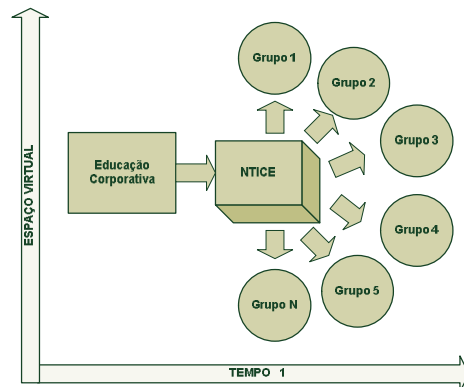 ESPAÇO VIRTUAL
Educação
Corporativa
NTICE
Grupo 1
Grupo 2
Grupo 3
Grupo 4
Grupo 5
Grupo N
TEMPO 1